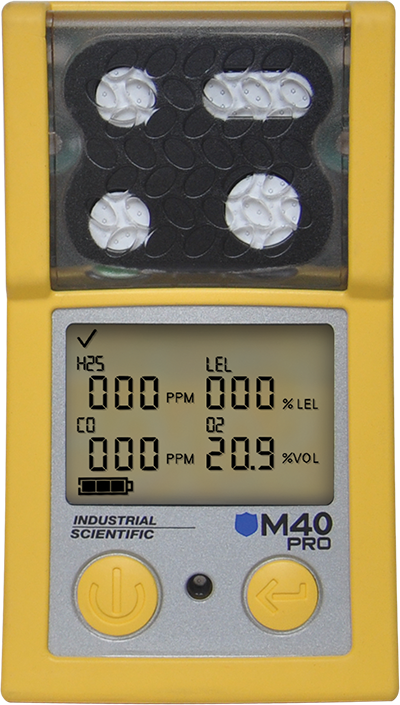 H2S LEL
000 PPM 000 % LEL
CO O2
000 PPM 20.9 %VOL
INDUSTRIAL
SCIENTIFIC
M40
PRO